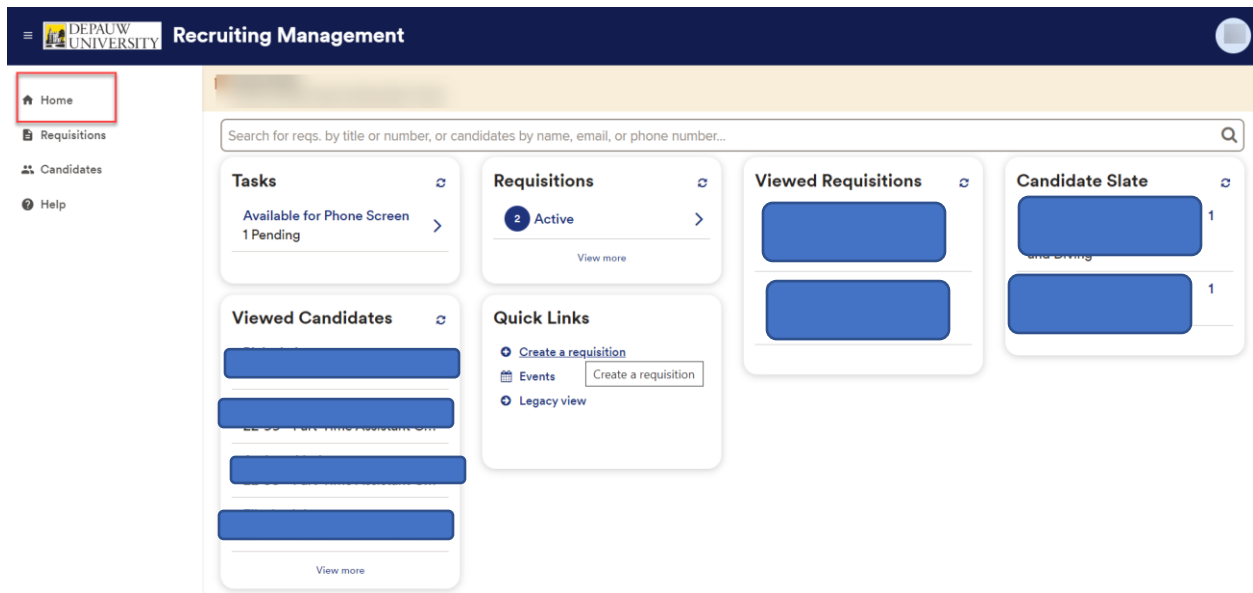 DEPAUW
UNIVERSITY
Recruiting Management
Home
Requisitions
Candidates
Help
Search for reqs. by title or number, or candidates by name, email, or phone number...
Tasks
Available for Phone Screen
1 Pending
Requisitions
2 Active
View more
Viewed Requisitions
Candidate Slate
1
and Diving
1
Viewed Candidates
View more
Quick Links
Create a requisition
Events
Create a requisition
Legacy view